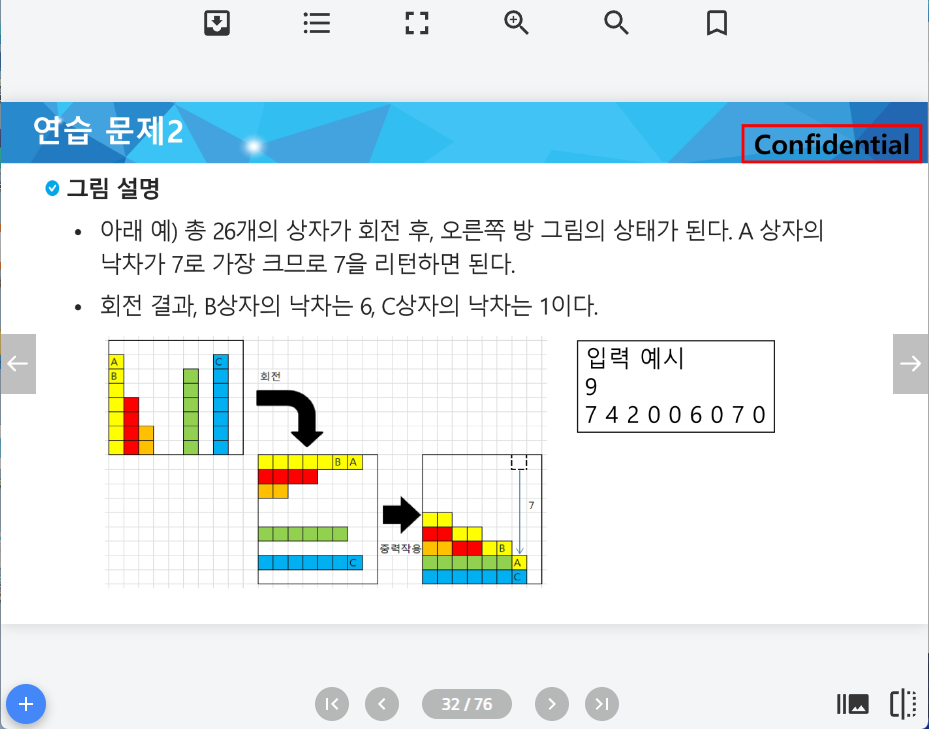 연습 문제2
Confidential
그림 설명
• 아래 예) 총 26개의 상자가 회전 후, 오른쪽 방 그림의 상태가 된다. A 상자의
낙차가 7로 가장 크므로 7을 리턴하면 된다.
• 회전 결과, B상자의 낙차는 6, C상자의 낙차는 1이다.
A
B
C
회전
B A
C
중력작용
7
B
A
C
입력 예시
9
7 4 2 0 0 6 0 7 0
32 / 76